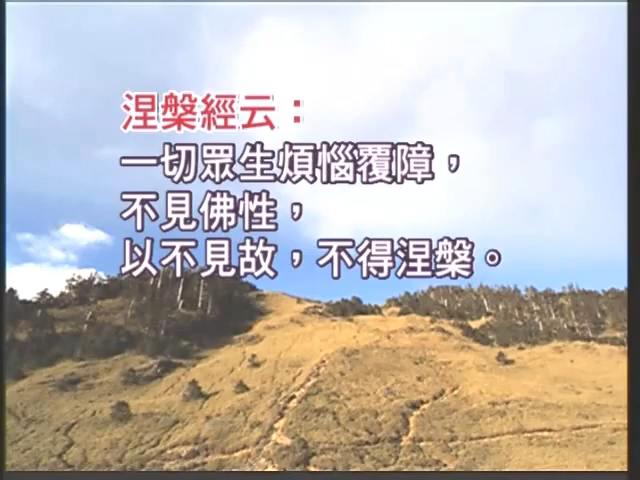 涅槃經云：
一切眾生煩惱覆障，
不見佛性，
以不見故，不得涅槃。